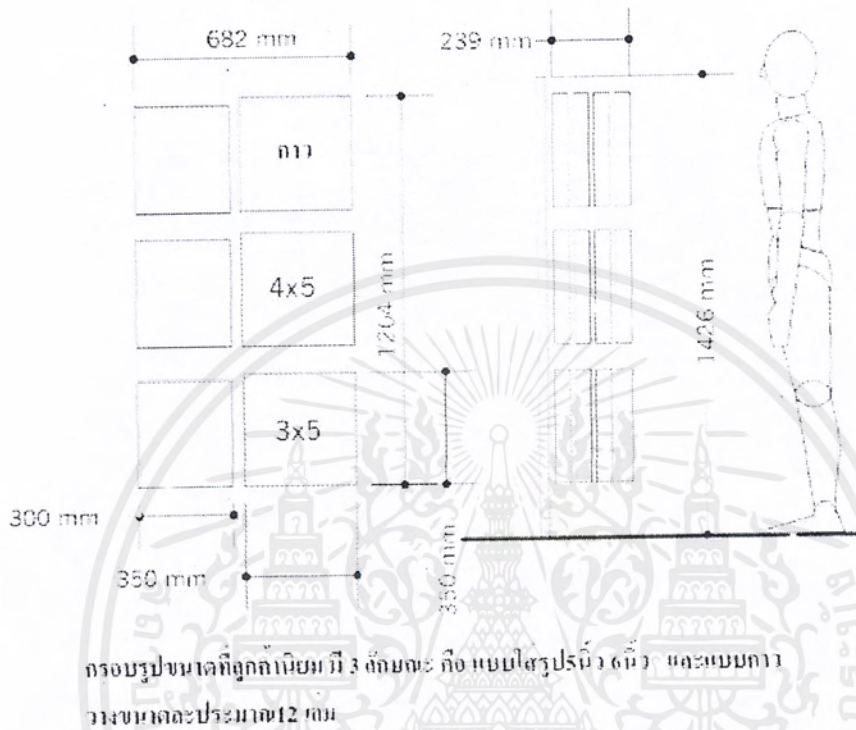 682 mm
239 mm
กาว
4x5
3x5
1204 mm
1426 mm
300 mm
350 mm
350 mm
กรอบรูปขนาดที่ลูกค้านิยม มี 3 ลักษณะ คือ แบบใส่รูป5นิ้ว 6นิ้ว และแบบกาว
วางขนาดละประมาณ12 เล่ม